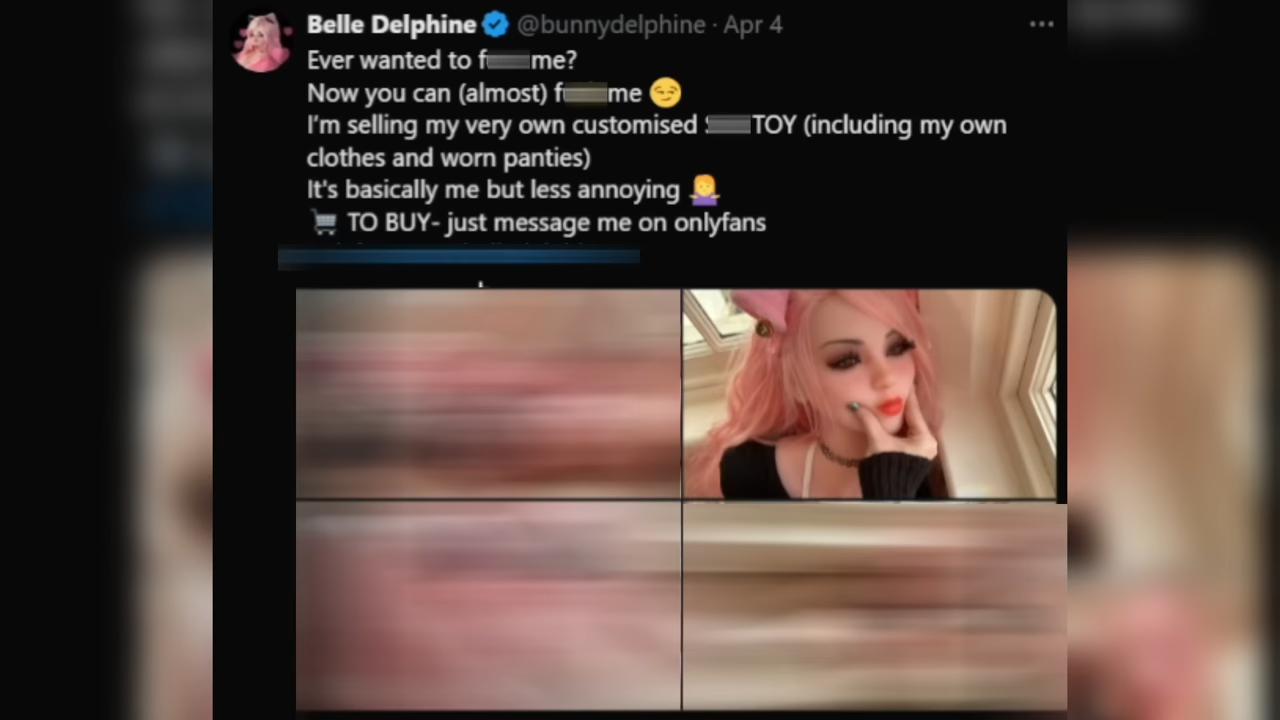 Belle Delphine @bunnydelphine · Apr 4
Ever wanted to f me?
Now you can (almost) f me 😏
I'm selling my very own customised TOY (including my own
clothes and worn panties)
It's basically me but less annoying 🤷‍♀️
🛒 TO BUY- just message me on onlyfans